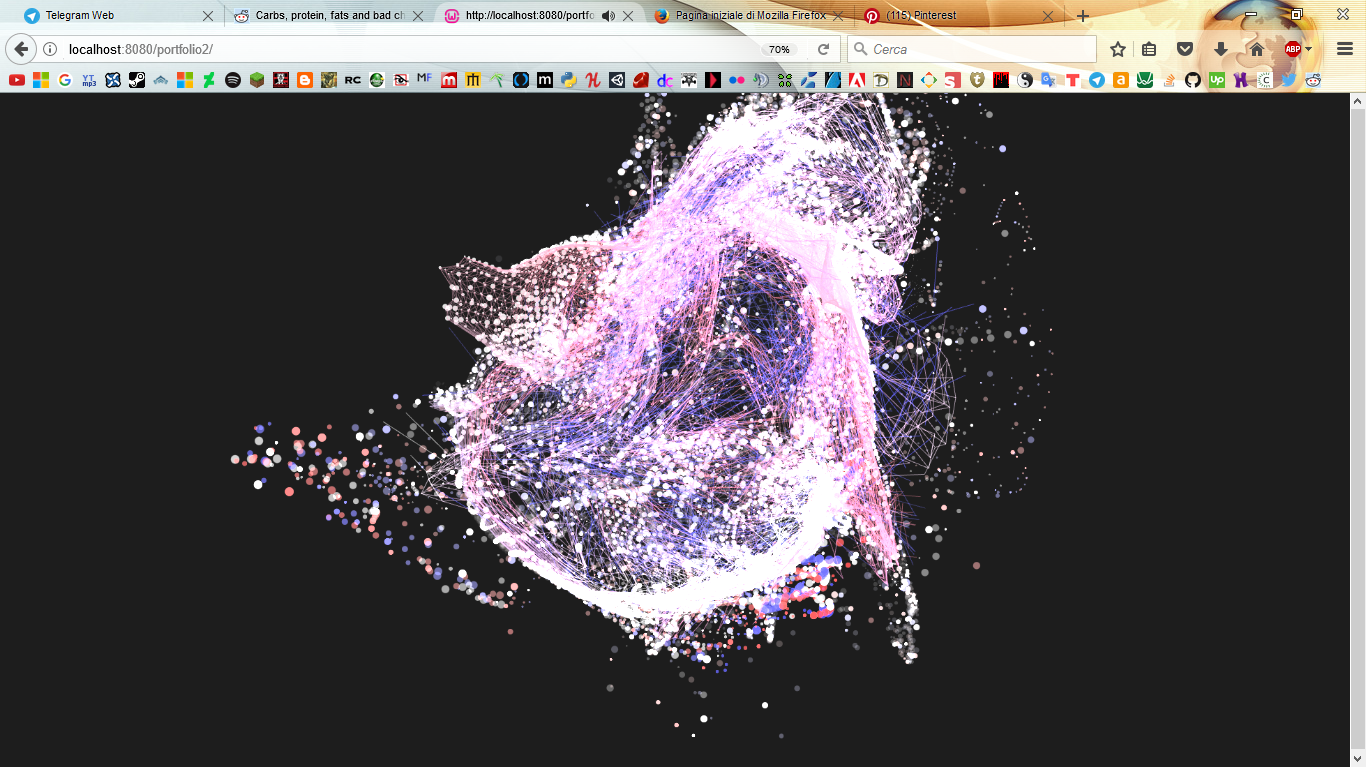 Telegram Web
Carbs, protein, fats and bad ch
http://localhost:8080/portfo
Pagina iniziale di Mozilla Firefox
(115) Pinterest
localhost:8080/portfolio2/
70%
Cerca
ABP
YT
mp3
RC
MF
m
m
dc
T
a
UP